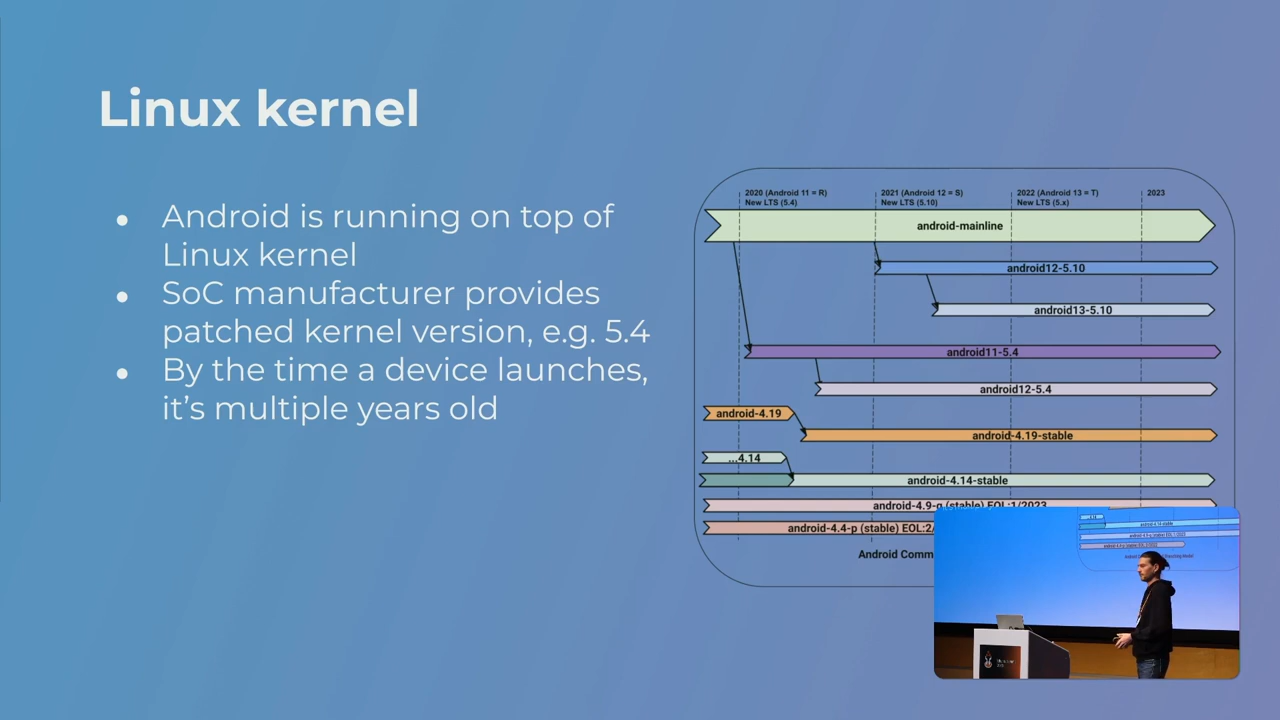 Linux kernel
● Android is running on top of
Linux kernel
● SoC manufacturer provides
patched kernel version, e.g. 5.4
● By the time a device launches,
it's multiple years old
2020 (Android 11 = R)
New LTS (5.4)
2021 (Android 12 = S)
New LTS (5.10)
2022 (Android 13 = T)
New LTS (5.x)
2023
android-mainline
android12-5.10
android13-5.10
android11-5.4
android12-5.4
android-4.19
android-4.19-stable
...4.14
android-4.14-stable
android-4.9-q (stable) EOL:1/2023
android-4.4-p (stable) EOL:2/
Android Comm